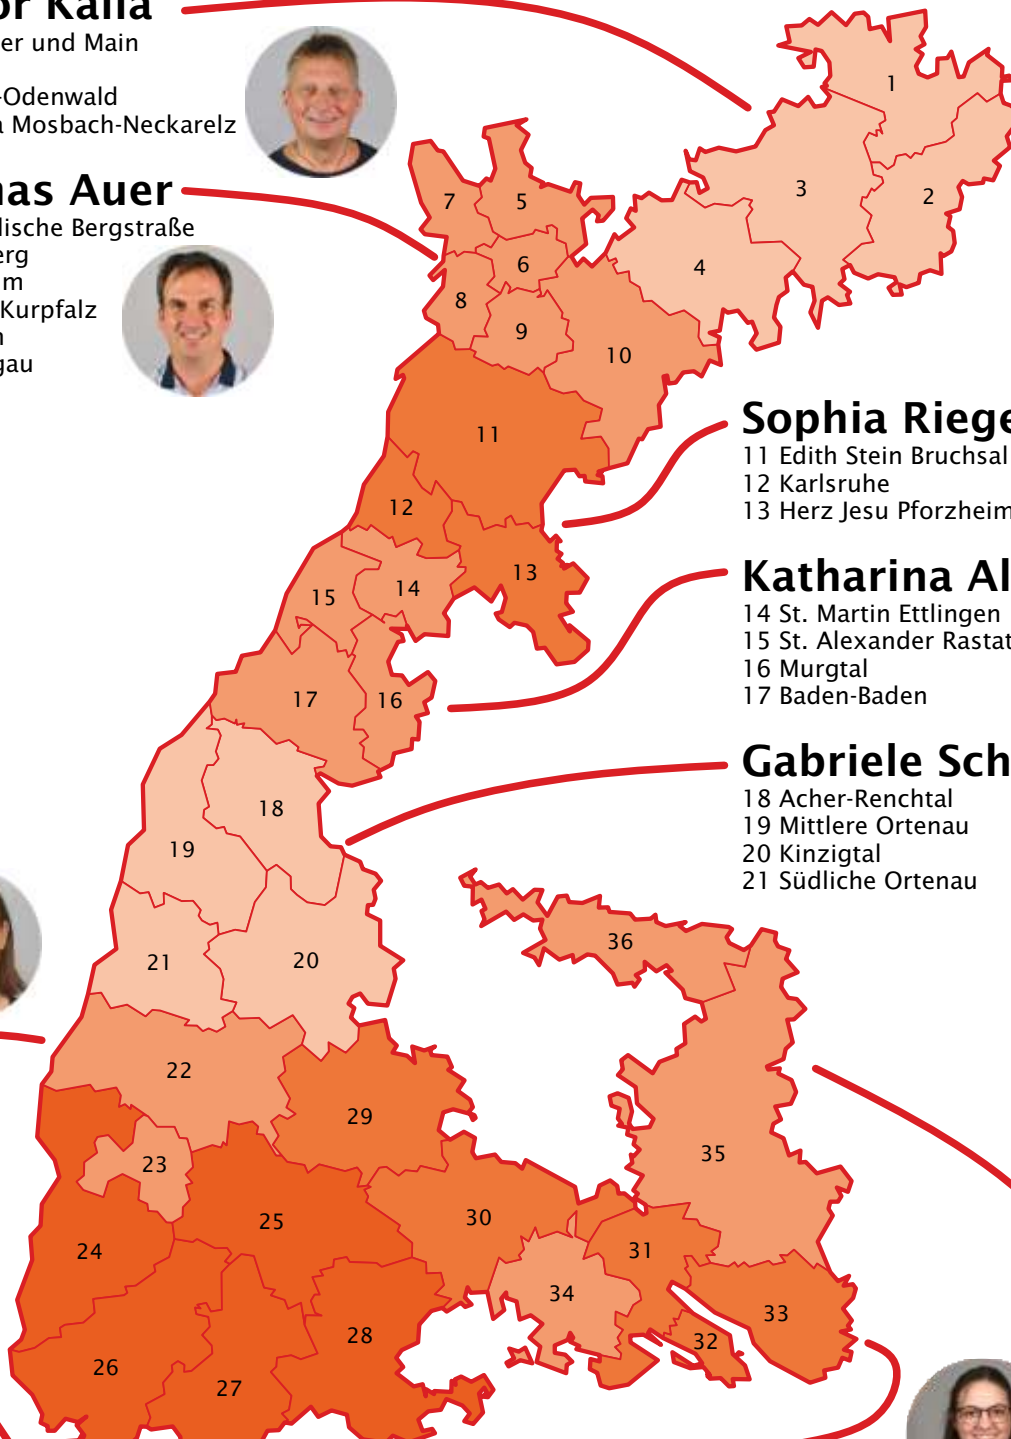 or Kalla
er und Main
-Odenwald
a Mosbach-Neckarelz
nas Auer
lische Bergstraße
erg
m
Kurpfalz
n
gau
1
2
3
4
5
6
7
8
9
10
11
12
13
14
15
16
17
18
19
20
21
22
23
24
25
26
27
28
29
30
31
32
33
34
35
36
Sophia Riege
11 Edith Stein Bruchsal
12 Karlsruhe
13 Herz Jesu Pforzheim
Katharina Al
14 St. Martin Ettlingen
15 St. Alexander Rastat
16 Murgtal
17 Baden-Baden
Gabriele Sch
18 Acher-Renchtal
19 Mittlere Ortenau
20 Kinzigtal
21 Südliche Ortenau